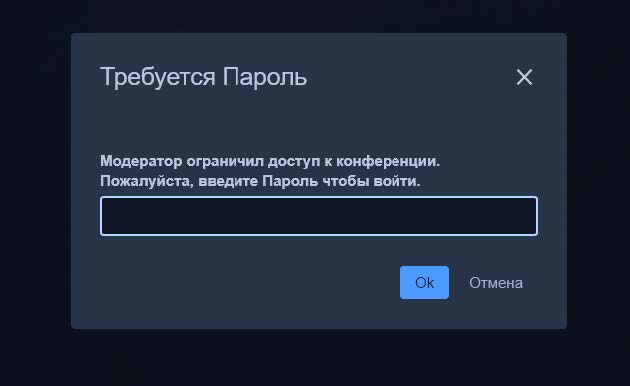 Требуется Пароль
Модератор ограничил доступ к конференции.
Пожалуйста, введите Пароль чтобы войти.
Ok
Отмена